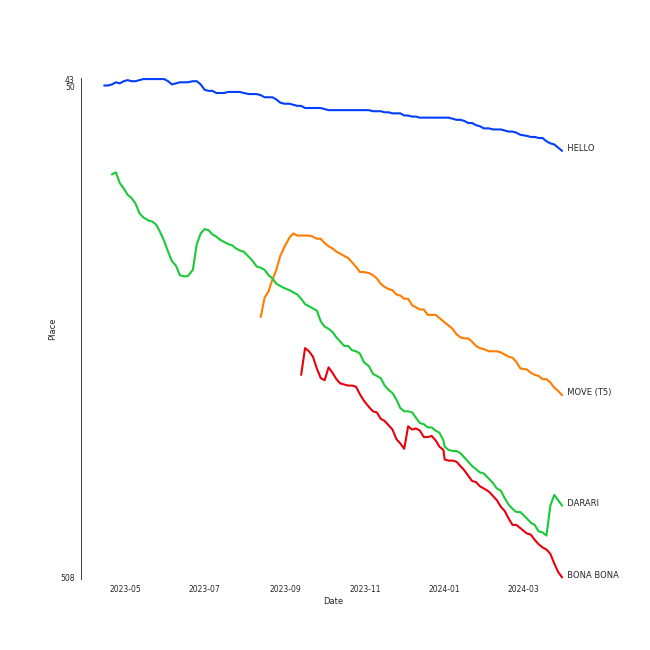 43
50
HELLO
Place
MOVE (T5)
DARARI
BONA BONA
508
2023-05
2023-07
2023-09
2023-11
2024-01
2024-03
Date